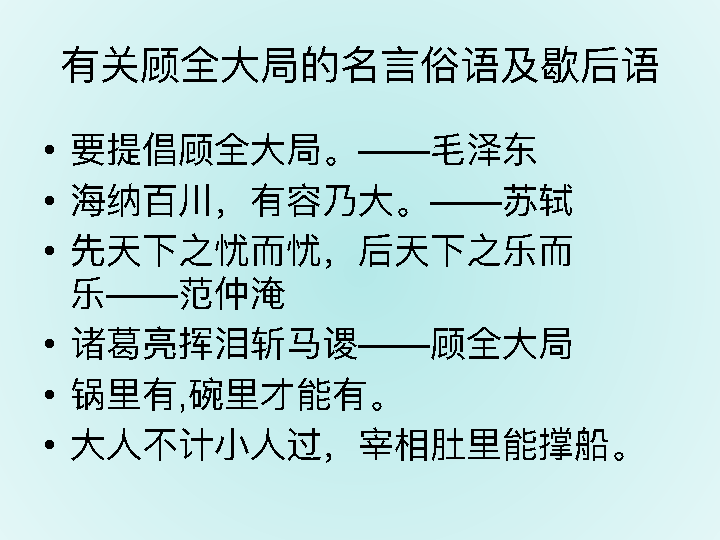 有关顾全大局的名言俗语及歇后语
• 要提倡顾全大局。——毛泽东
• 海纳百川，有容乃大。——苏轼
• 先天下之忧而忧，后天下之乐而
乐——范仲淹
• 诸葛亮挥泪斩马谡——顾全大局
• 锅里有,碗里才能有。
• 大人不计小人过，宰相肚里能撑船。